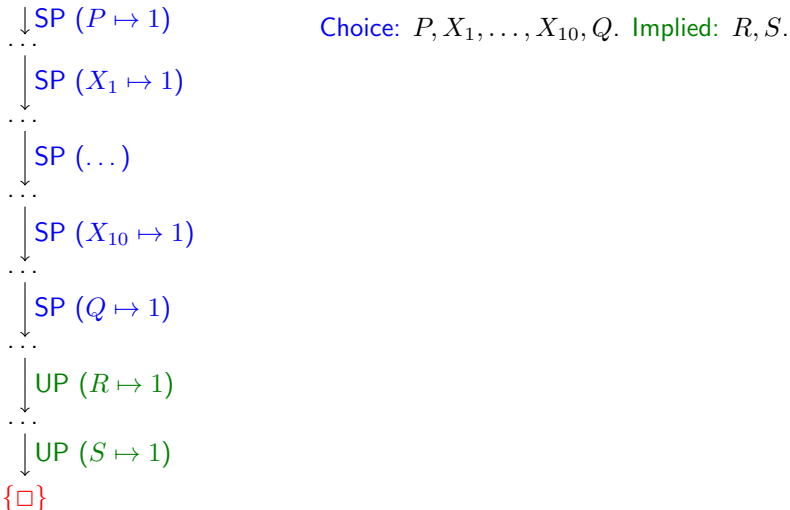 SP (P ↦ 1) Choice: P, X₁, . . . , X₁₀, Q. Implied: R, S.
. . .
SP (X₁ ↦ 1)
. . .
SP (. . . )
. . .
SP (X₁₀ ↦ 1)
. . .
SP (Q ↦ 1)
. . .
UP (R ↦ 1)
. . .
UP (S ↦ 1)
{□}